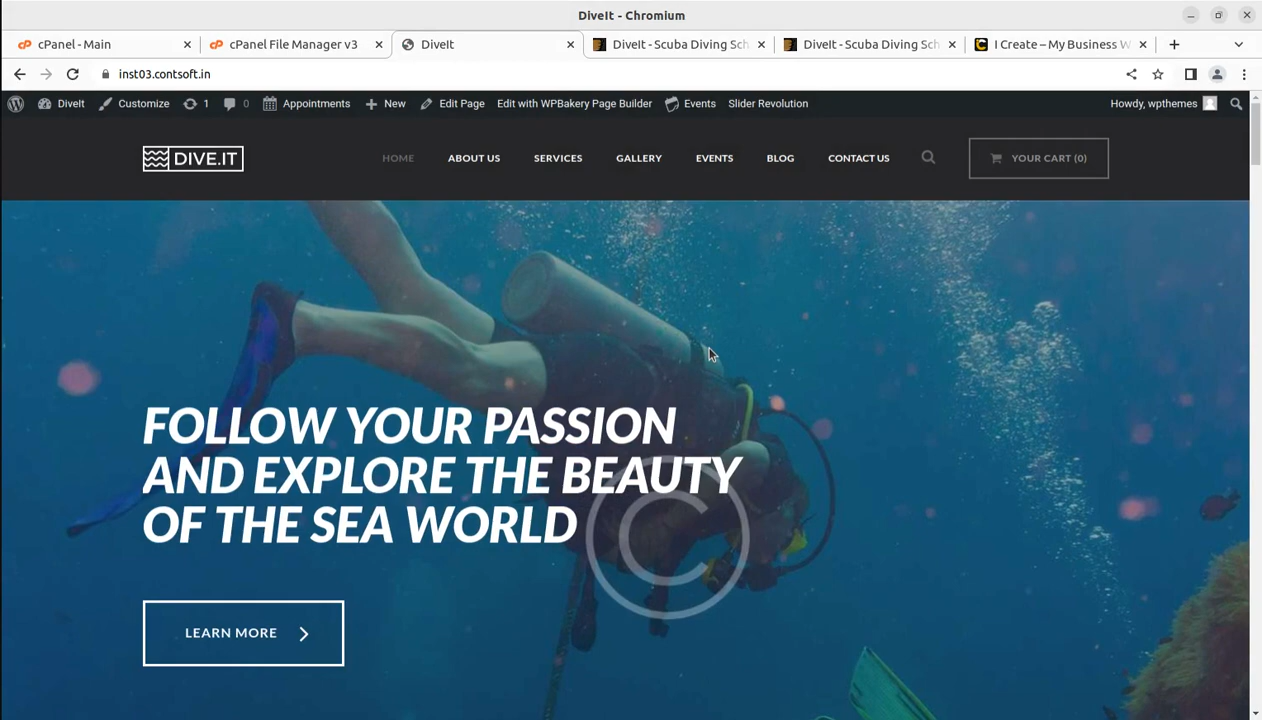 DiveIt - Chromium
cPanel - Main
cPanel File Manager v3
DiveIt
DiveIt - Scuba Diving Sch
DiveIt - Scuba Diving Sch
I Create – My Business W
inst03.contsoft.in
DiveIt
Customize
1
0
Appointments
New
Edit Page
Edit with WPBakery Page Builder
Events
Slider Revolution
Howdy, wpthemes
DIVE.IT
HOME
ABOUT US
SERVICES
GALLERY
EVENTS
BLOG
CONTACT US
YOUR CART (0)
FOLLOW YOUR PASSION
AND EXPLORE THE BEAUTY
OF THE SEA WORLD
LEARN MORE